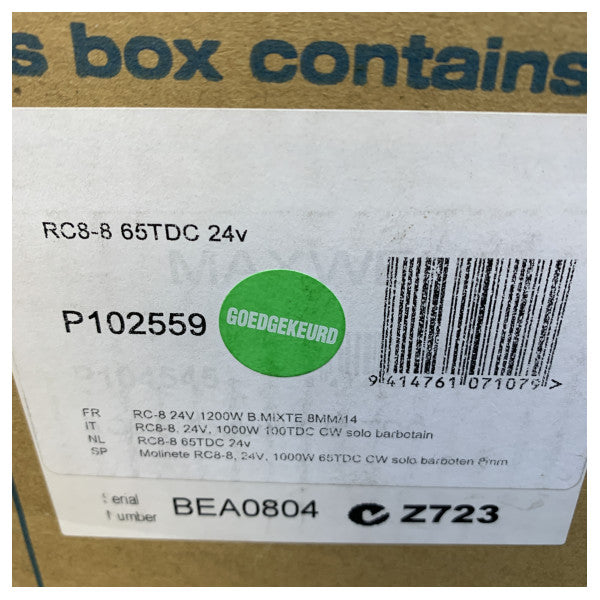 s box contains
RC8-8 65TDC 24v
P102559
GOEDGEKEURD
9 414761 071079 >
FR RC-8 24V 1200W B.MIXTE 8MM/14
IT RC8-8, 24V, 1000W 100TDC CW solo barbotain
NL RC8-8 65TDC 24v
SP Molinete RC8-8, 24V, 1000W 65TDC CW solo barboten 8mm
Serial
Number BEA0804 Z723